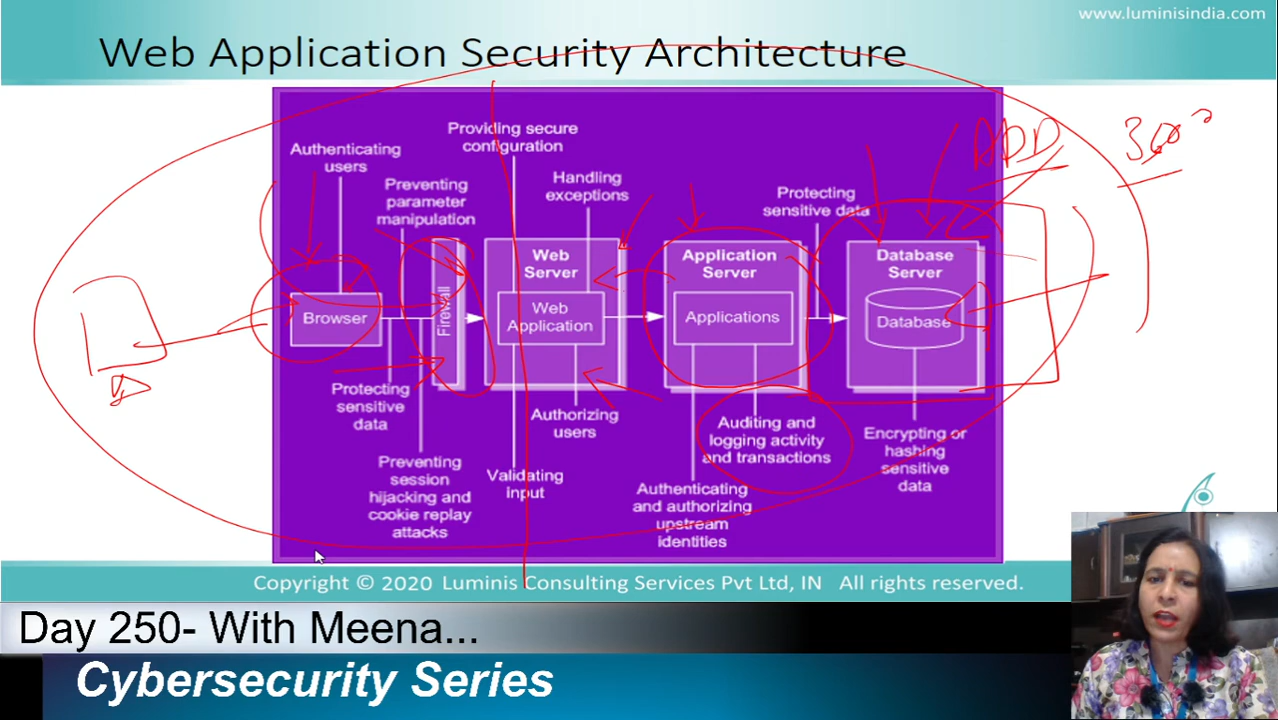 www.luminisindia.com
Web Application Security Architecture
Authenticating
users
Preventing
parameter
manipulation
Providing secure
configuration
Handling
exceptions
Protecting
sensitive data
360°
Browser
Firewall
Web
Server
Web
Application
Application
Server
Applications
Database
Server
Database
Protecting
sensitive
data
Preventing
session
hijacking and
cookie replay
attacks
Validating
input
Authorizing
users
Auditing and
logging activity
and transactions
Authenticating
and authorizing
upstream
identities
Encrypting or
hashing
sensitive
data
Copyright © 2020 Luminis Consulting Services Pvt Ltd, IN All rights reserved.
Day 250- With Meena...
Cybersecurity Series